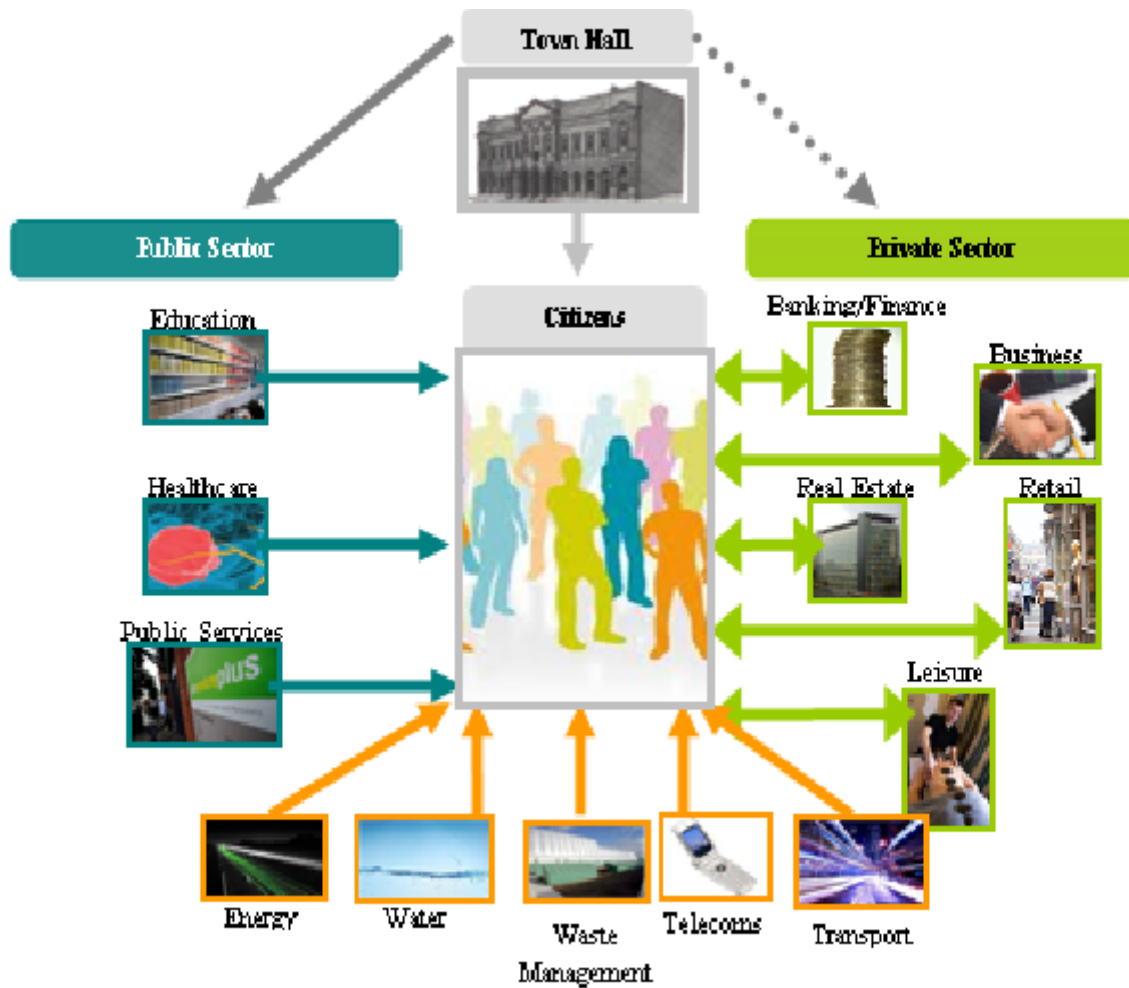 Town Hall
Public Sector
Private Sector
Education
Citizens
Banking/Finance
Business
Healthcare
Real Estate
Retail
Public Services
plus
Leisure
Energy
Water
Waste
Management
Telecoms
Transport